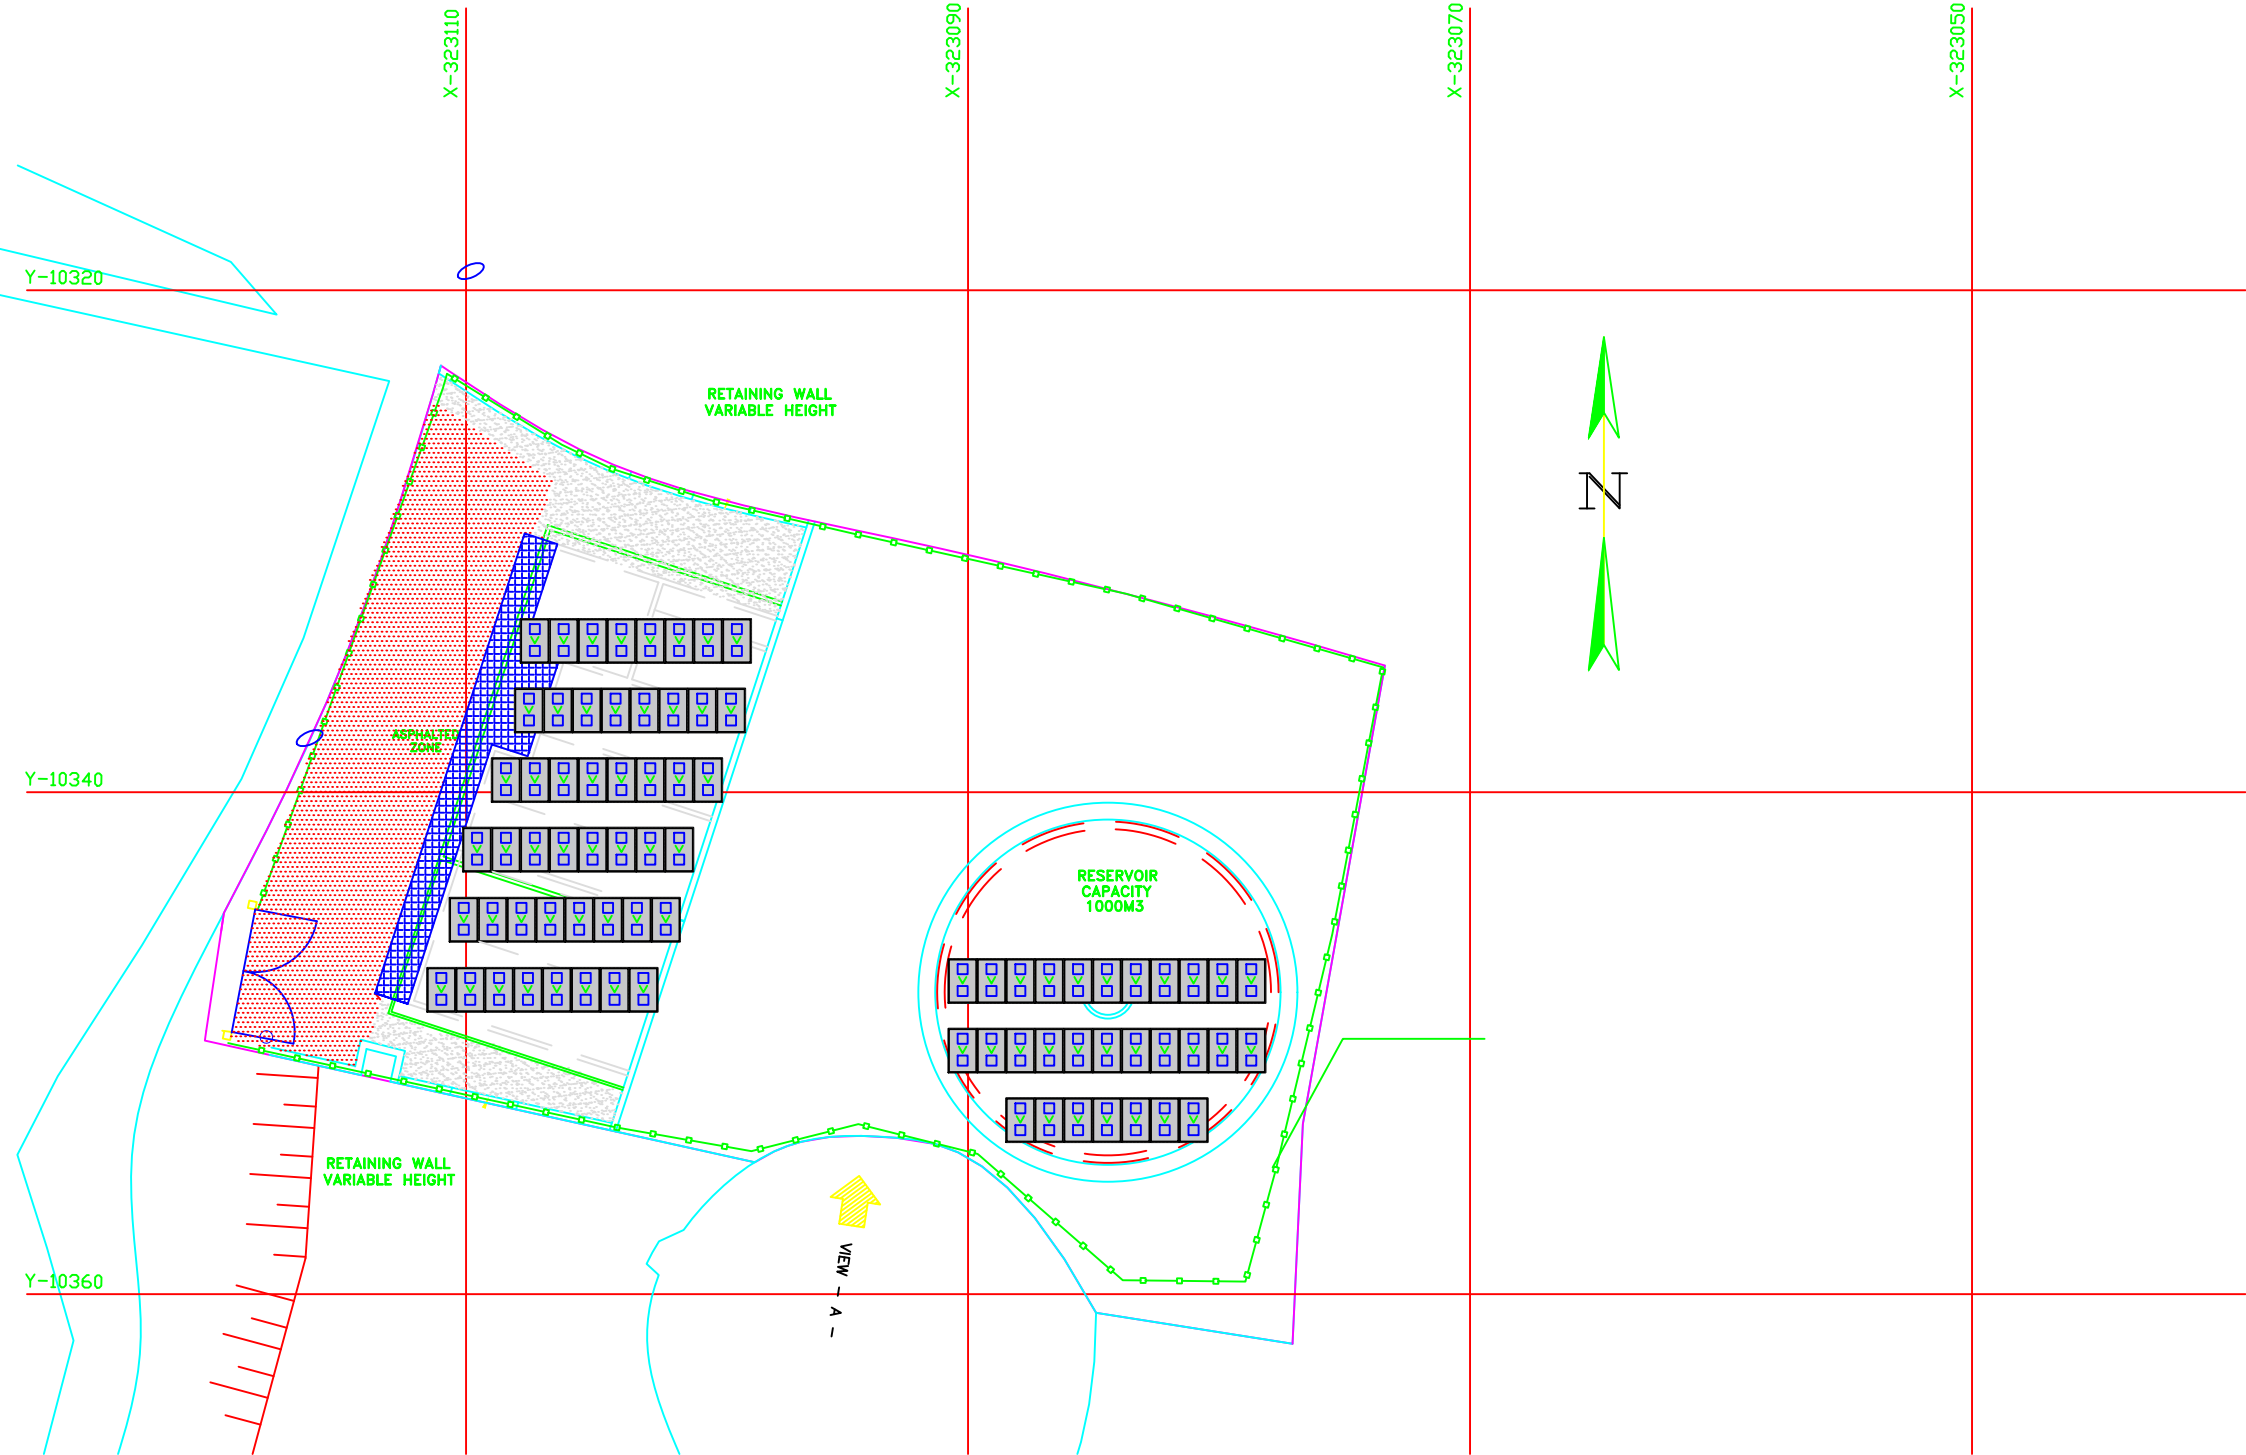 X-323110
X-323090
X-323070
X-323050
Y-10320
RETAINING WALL
VARIABLE HEIGHT
N
ASPHALTED
ZONE
Y-10340
RESERVOIR
CAPACITY
1000M3
RETAINING WALL
VARIABLE HEIGHT
VIEW - A -
Y-10360